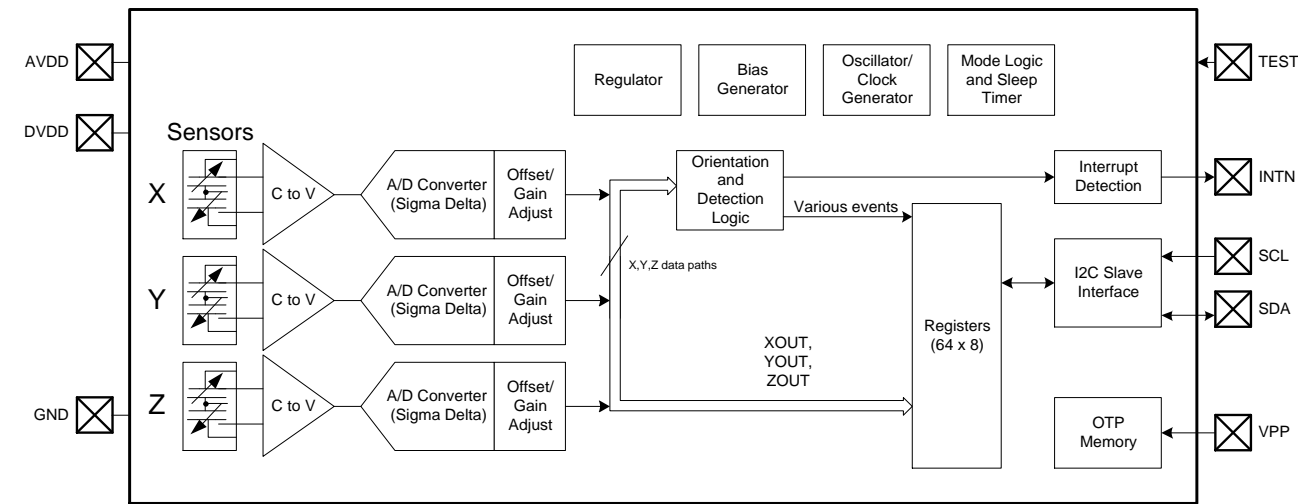 AVDD
DVDD
GND
Sensors
X
Y
Z
C to V
A/D Converter
(Sigma Delta)
Offset/
Gain
Adjust
C to V
A/D Converter
(Sigma Delta)
Offset/
Gain
Adjust
C to V
A/D Converter
(Sigma Delta)
Offset/
Gain
Adjust
Regulator
Bias
Generator
Oscillator/
Clock
Generator
Mode Logic
and Sleep
Timer
Orientation
and
Detection
Logic
Various events
X,Y,Z data paths
XOUT,
YOUT,
ZOUT
Registers
(64 x 8)
Interrupt
Detection
I2C Slave
Interface
OTP
Memory
TEST
INTN
SCL
SDA
VPP